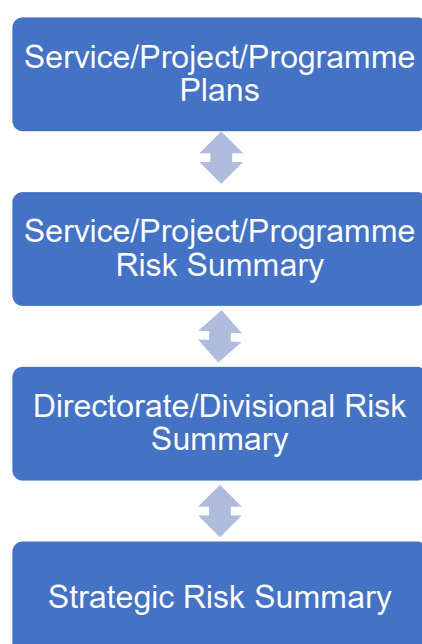 Service/Project/Programme
Plans
Service/Project/Programme
Risk Summary
Directorate/Divisional Risk
Summary
Strategic Risk Summary